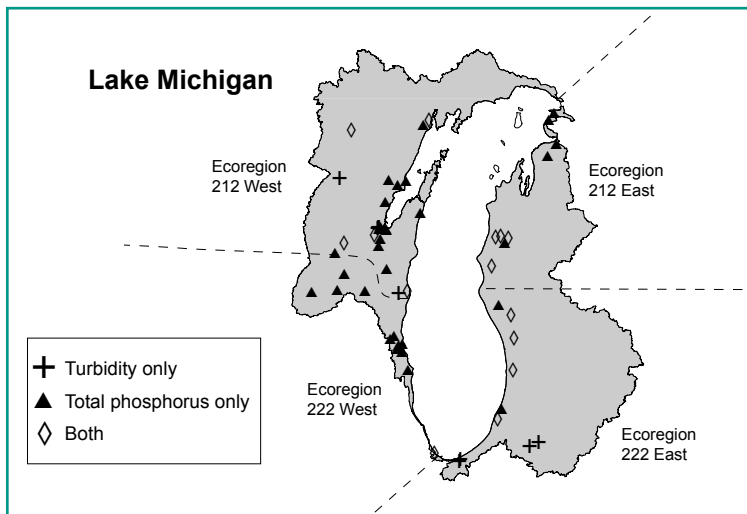 Lake Michigan
Ecoregion
212 West
Ecoregion
212 East
Turbidity only
Total phosphorus only
Both
Ecoregion
222 West
Ecoregion
222 East